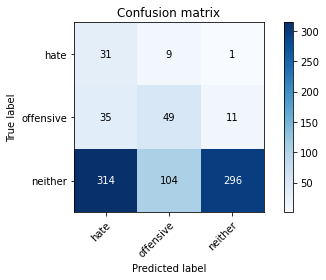 Confusion matrix
hate 31 9 1
offensive 35 49 11
neither 314 104 296
hate offensive neither
True label
Predicted label
300
250
200
150
100
50